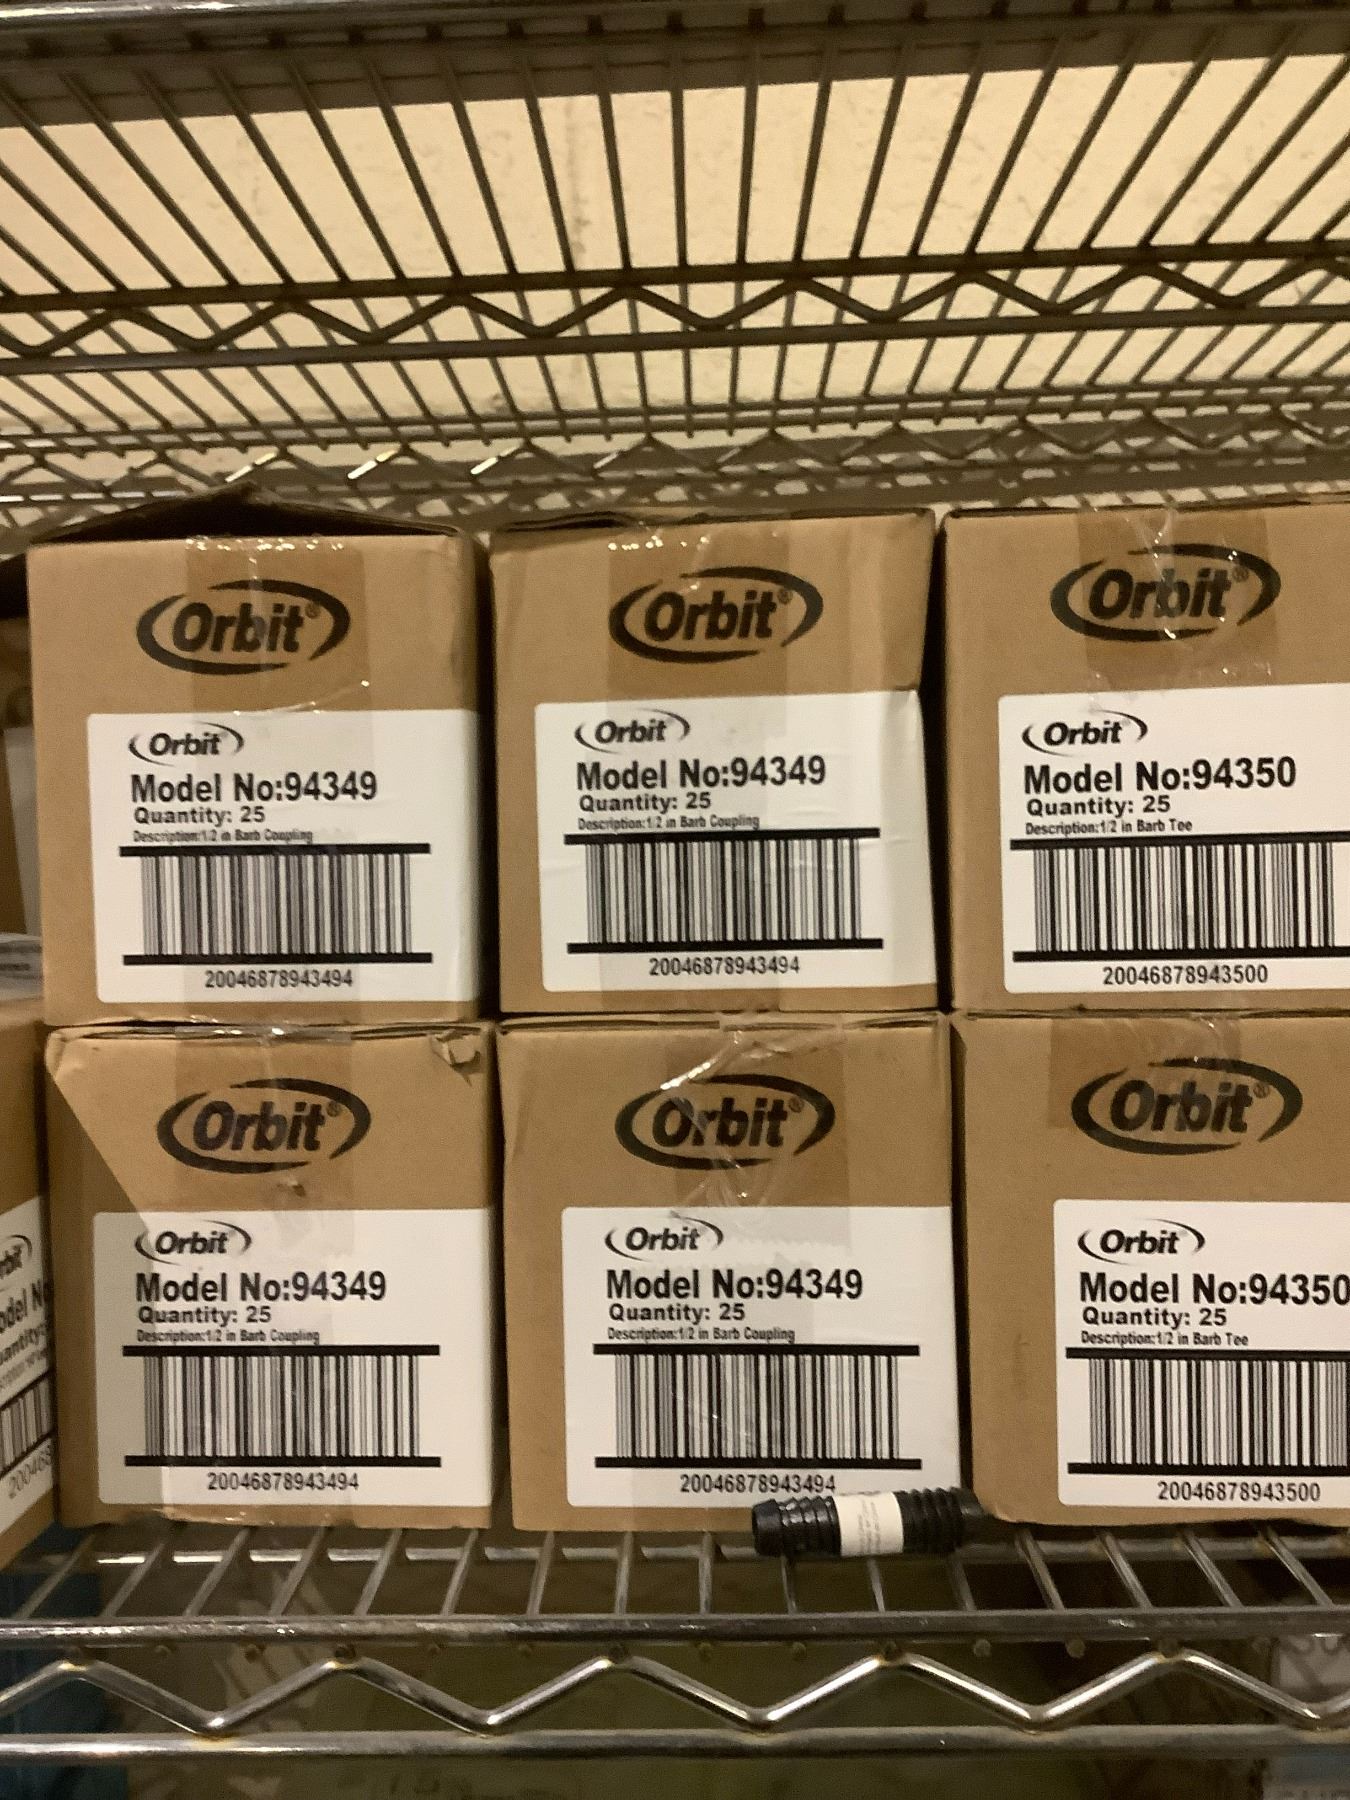 Orbit®
Orbit
Model No:94349
Quantity: 25
Description:1/2 in Barb Coupling
20046878943494
Orbit®
Orbit
Model No:94349
Quantity: 25
Description:1/2 in Barb Coupling
20046878943494
Orbit®
Orbit
Model No:94350
Quantity: 25
Description:1/2 in Barb Tee
20046878943500
Orbit®
Orbit
Model No:94349
Quantity: 25
Description:1/2 in Barb Coupling
20046878943494
Orbit®
Orbit
Model No:94349
Quantity: 25
Description:1/2 in Barb Coupling
20046878943494
Orbit®
Orbit
Model No:94350
Quantity: 25
Description:1/2 in Barb Tee
20046878943500